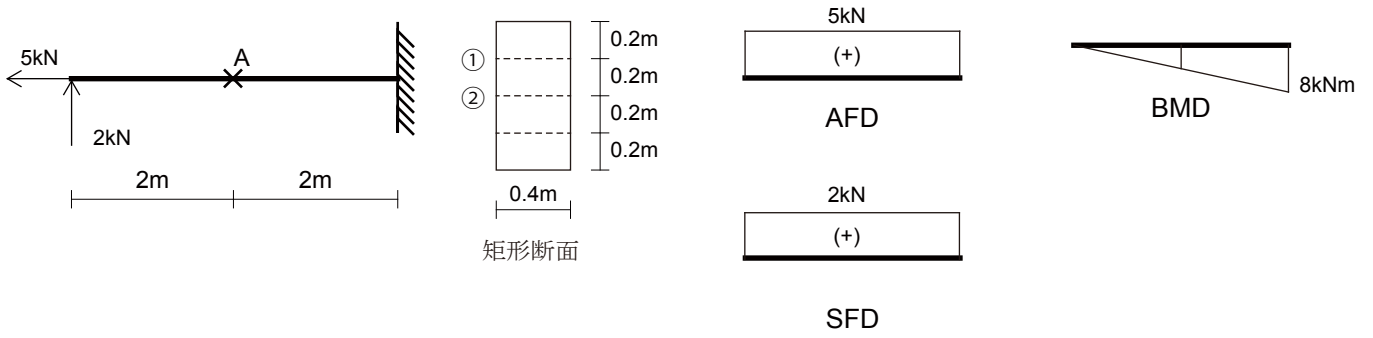 5kN
A
2kN
2m
2m
①
②
0.2m
0.2m
0.2m
0.2m
0.4m
矩形断面
5kN
(+)
AFD
2kN
(+)
SFD
8kNm
BMD